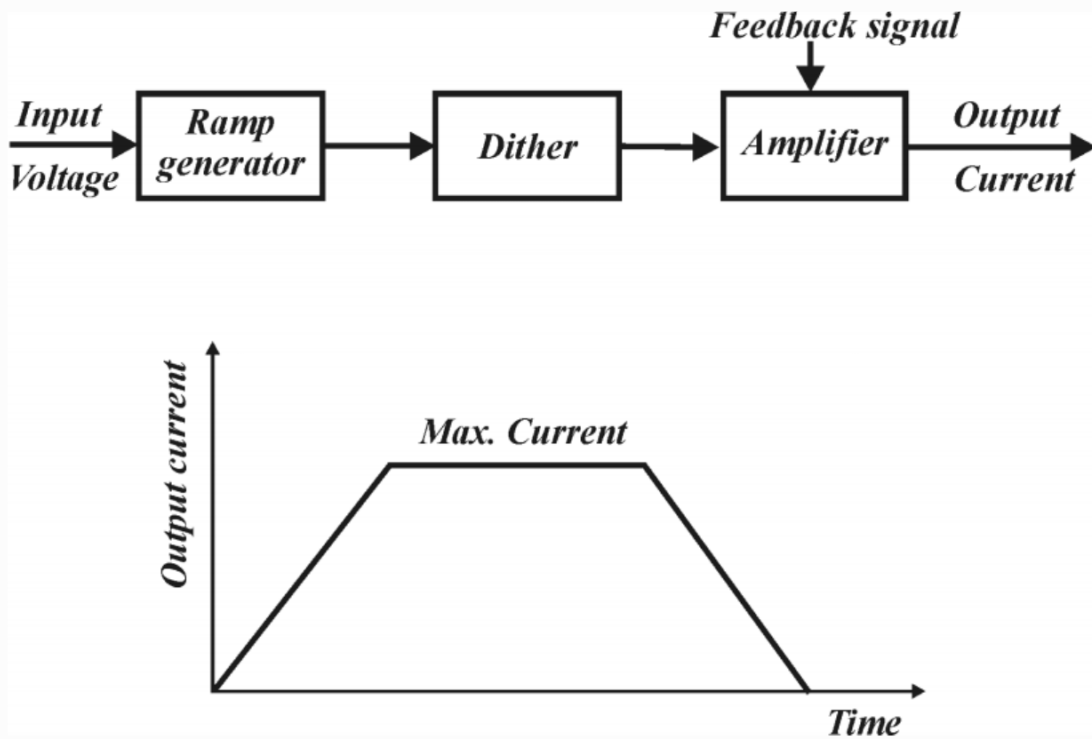 Feedback signal
Input
Voltage
Ramp
generator
Dither
Amplifier
Output
Current
Output current
Max. Current
Time